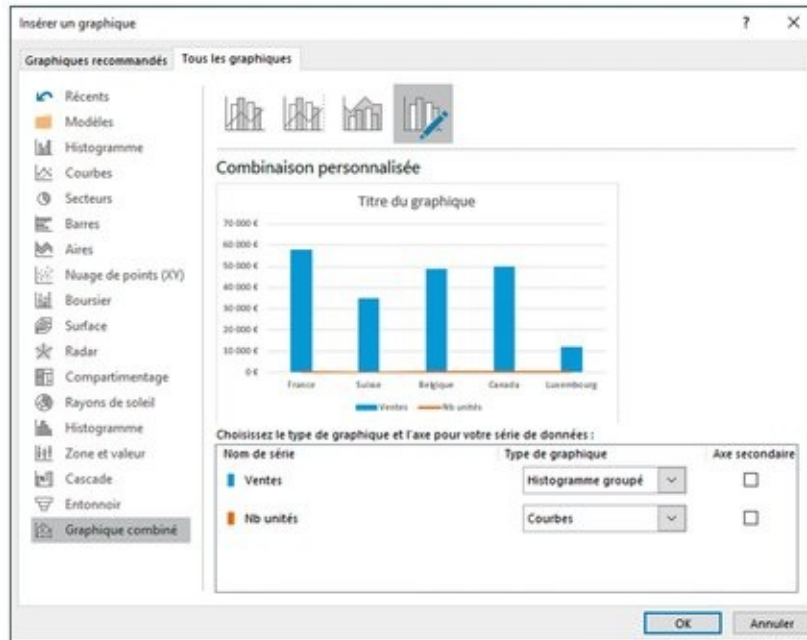 Insérer un graphique
Graphiques recommandés
Tous les graphiques
Récents
Modèles
Histogramme
Courbes
Secteurs
Barres
Aires
Nuage de points (XY)
Boursier
Surface
Radar
Compartimentage
Rayons de soleil
Histogramme
Zone et valeur
Cascade
Entonnoir
Graphique combiné
Combinaison personnalisée
Titre du graphique
70 000 €
60 000 €
50 000 €
40 000 €
30 000 €
20 000 €
10 000 €
0 €
France Suisse Belgique Canada Luxembourg
Ventes Nb unités
Choisissez le type de graphique et l'axe pour votre série de données :
Nom de série Type de graphique Axe secondaire
Ventes Histogramme groupé
Nb unités Courbes
OK Annuler